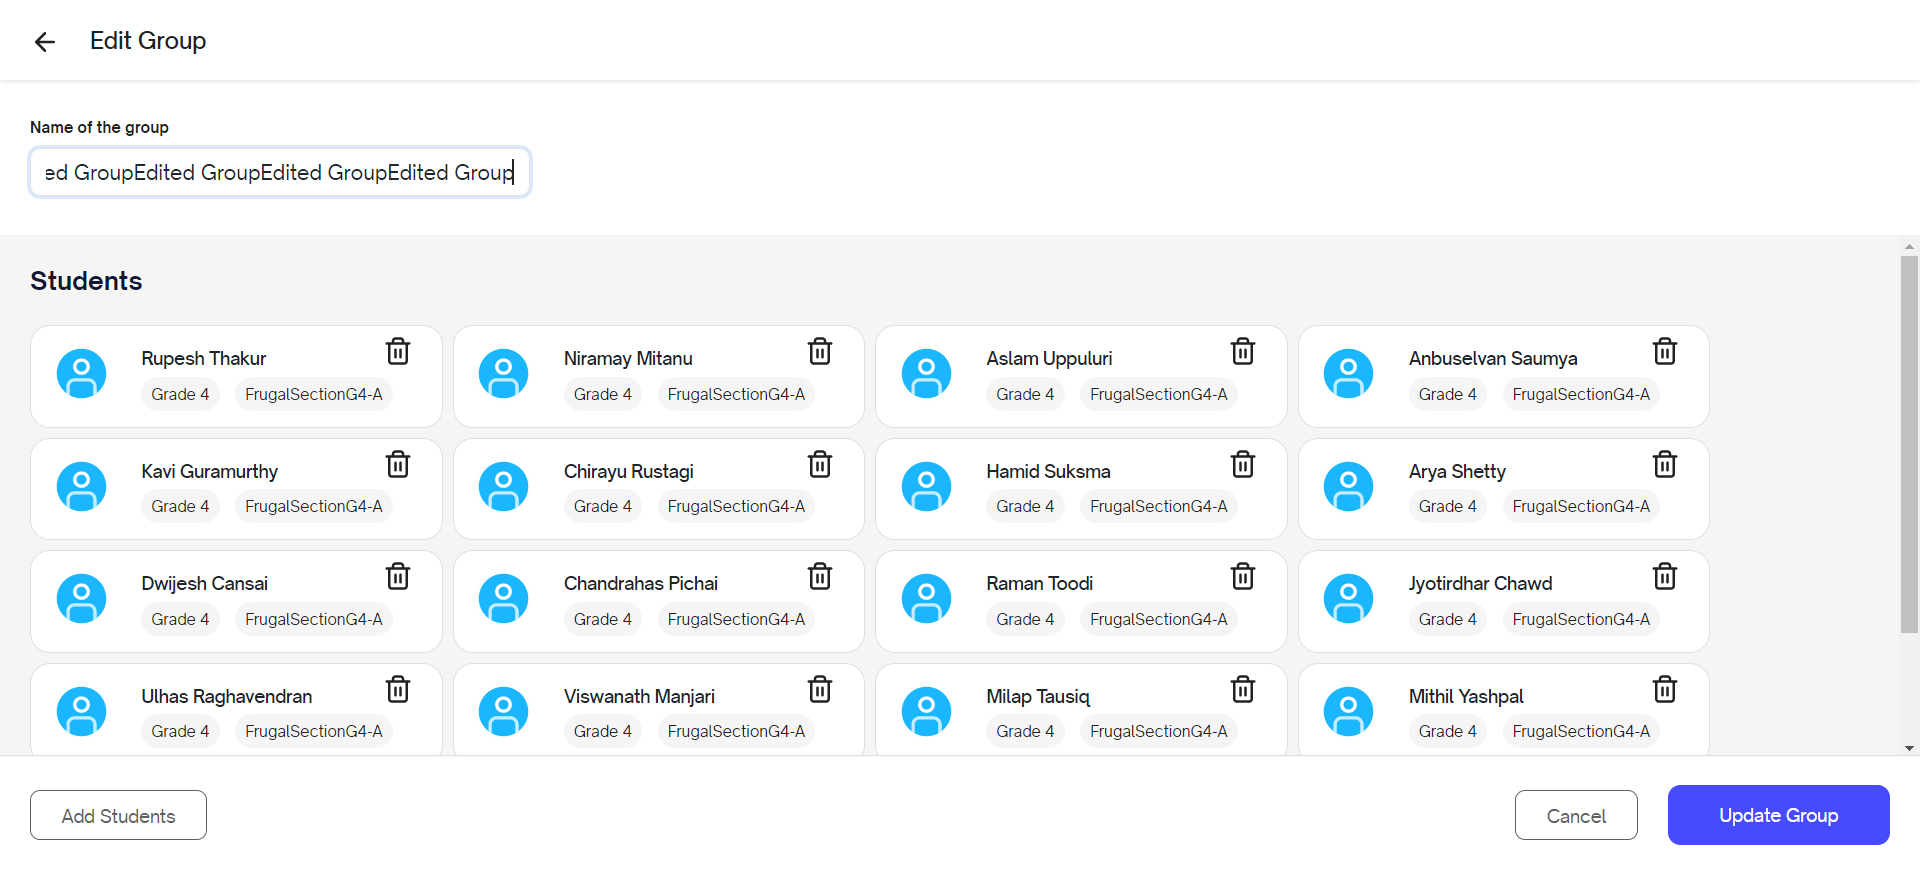 Edit Group
Name of the group
ed GroupEdited GroupEdited GroupEdited Group
Students
Rupesh Thakur
Grade 4 FrugalSectionG4-A
Niramay Mitanu
Grade 4 FrugalSectionG4-A
Aslam Uppuluri
Grade 4 FrugalSectionG4-A
Anbuselvan Saumya
Grade 4 FrugalSectionG4-A
Kavi Guramurthy
Grade 4 FrugalSectionG4-A
Chirayu Rustagi
Grade 4 FrugalSectionG4-A
Hamid Suksma
Grade 4 FrugalSectionG4-A
Arya Shetty
Grade 4 FrugalSectionG4-A
Dwijesh Cansai
Grade 4 FrugalSectionG4-A
Chandrahas Pichai
Grade 4 FrugalSectionG4-A
Raman Toodi
Grade 4 FrugalSectionG4-A
Jyotirdhar Chawd
Grade 4 FrugalSectionG4-A
Ulhas Raghavendran
Grade 4 FrugalSectionG4-A
Viswanath Manjari
Grade 4 FrugalSectionG4-A
Milap Tausiq
Grade 4 FrugalSectionG4-A
Mithil Yashpal
Grade 4 FrugalSectionG4-A
Add Students
Cancel
Update Group